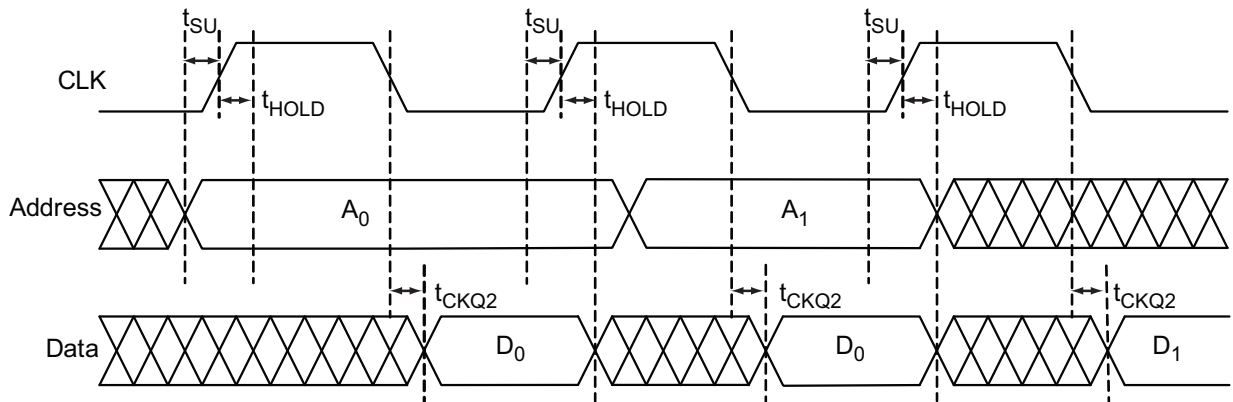 tSU tSU tSU
CLK tHOLD tHOLD tHOLD
Address A0 A1
tCKQ2 tCKQ2 tCKQ2
Data D0 D0 D1